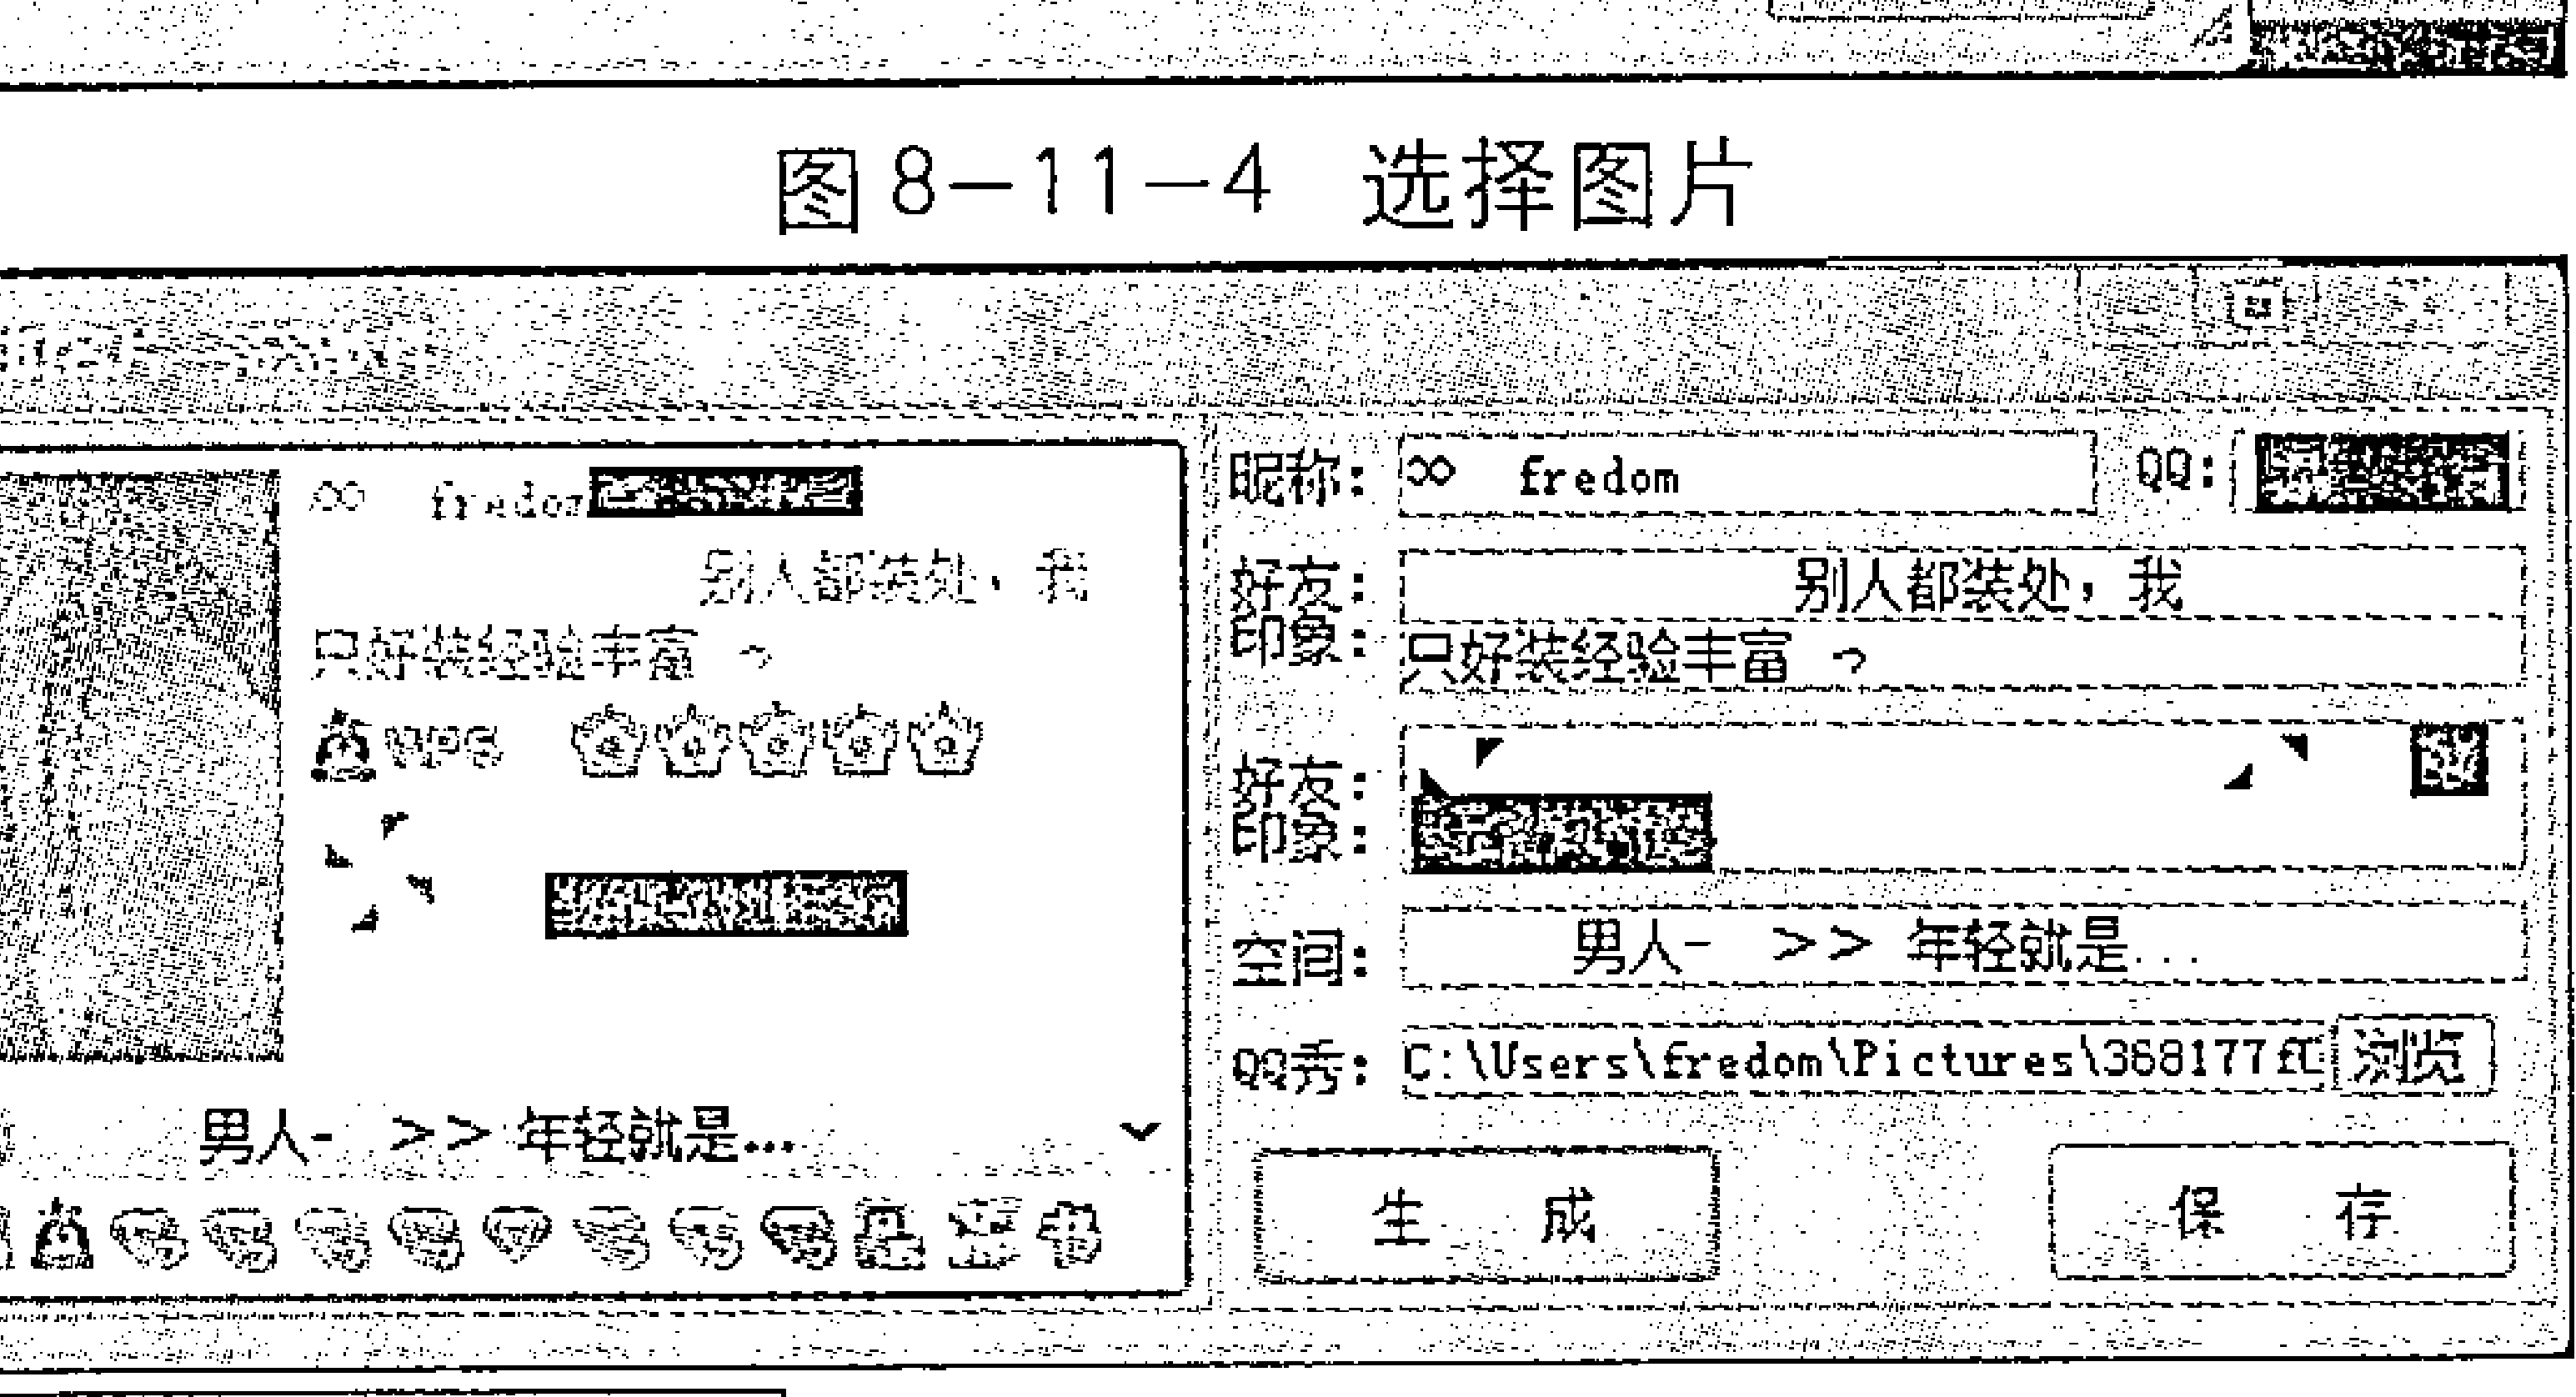 图8-11-4 选择图片
∞ fredom
别人都装处，我
只好装经验丰富
男人- >> 年轻就是...
昵称： ∞ fredom
QQ：
好友印象： 别人都装处，我
只好装经验丰富
好友印象：
空间： 男人- >> 年轻就是...
QQ秀： C:\Users\fredom\Pictures\368177f 浏览
生 成
保 存